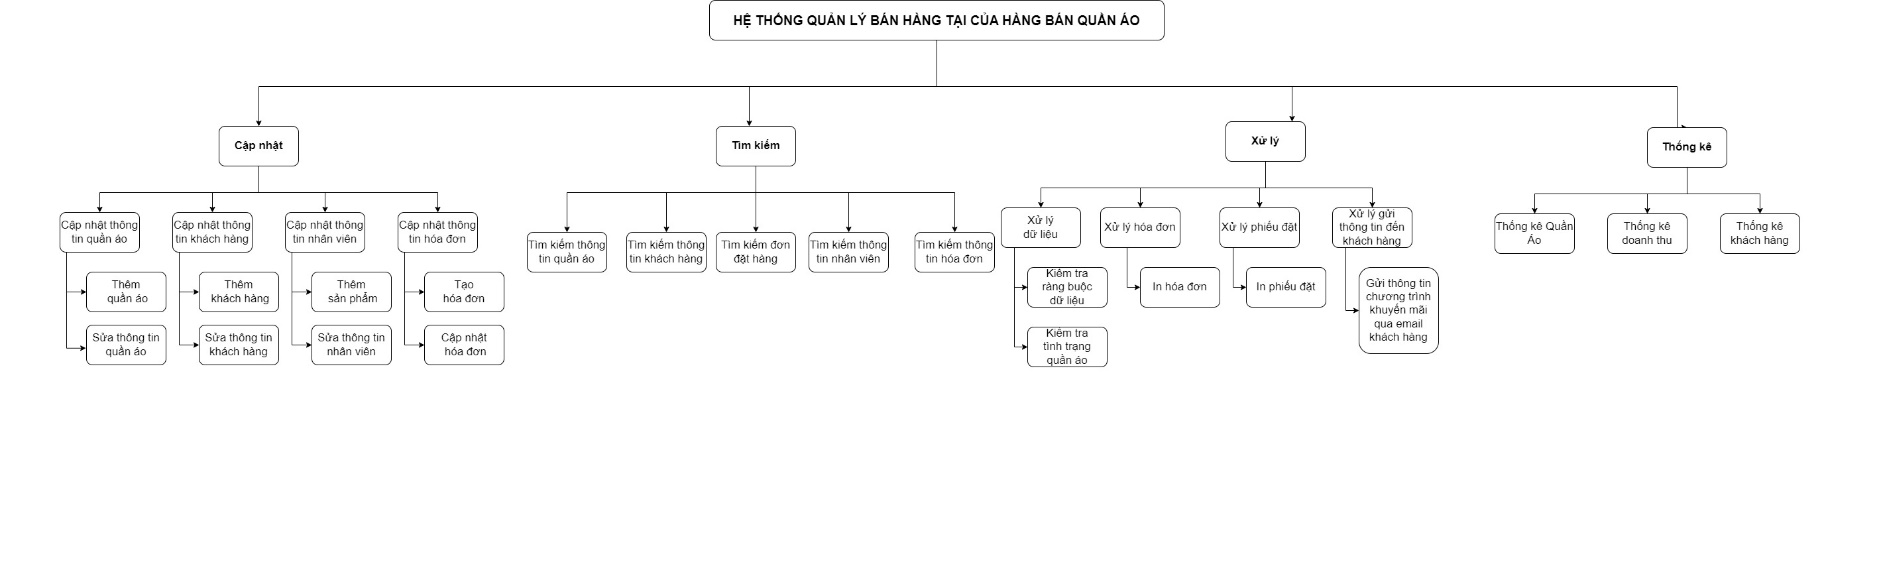 HỆ THỐNG QUẢN LÝ BÁN HÀNG TẠI CỦA HÀNG BÁN QUẦN ÁO
Cập nhật
Tìm kiếm
Xử lý
Thống kê
Cập nhật thông
tin quần áo
Cập nhật thông
tin khách hàng
Cập nhật thông
tin nhân viên
Cập nhật thông
tin hóa đơn
Thêm
quần áo
Thêm
khách hàng
Thêm
sản phẩm
Tạo
hóa đơn
Sửa thông tin
quần áo
Sửa thông tin
khách hàng
Sửa thông tin
nhân viên
Cập nhật
hóa đơn
Tìm kiếm thông
tin quần áo
Tìm kiếm thông
tin khách hàng
Tìm kiếm đơn
đặt hàng
Tìm kiếm thông
tin nhân viên
Tìm kiếm thông
tin hóa đơn
Xử lý
dữ liệu
Xử lý hóa đơn
Xử lý phiếu đặt
Xử lý gửi
thông tin đến
khách hàng
Kiểm tra
ràng buộc
dữ liệu
In hóa đơn
In phiếu đặt
Gửi thông tin
chương trình
khuyến mãi
qua email
khách hàng
Kiểm tra
tình trạng
quần áo
Thống kê Quần
Áo
Thống kê
doanh thu
Thống kê
khách hàng